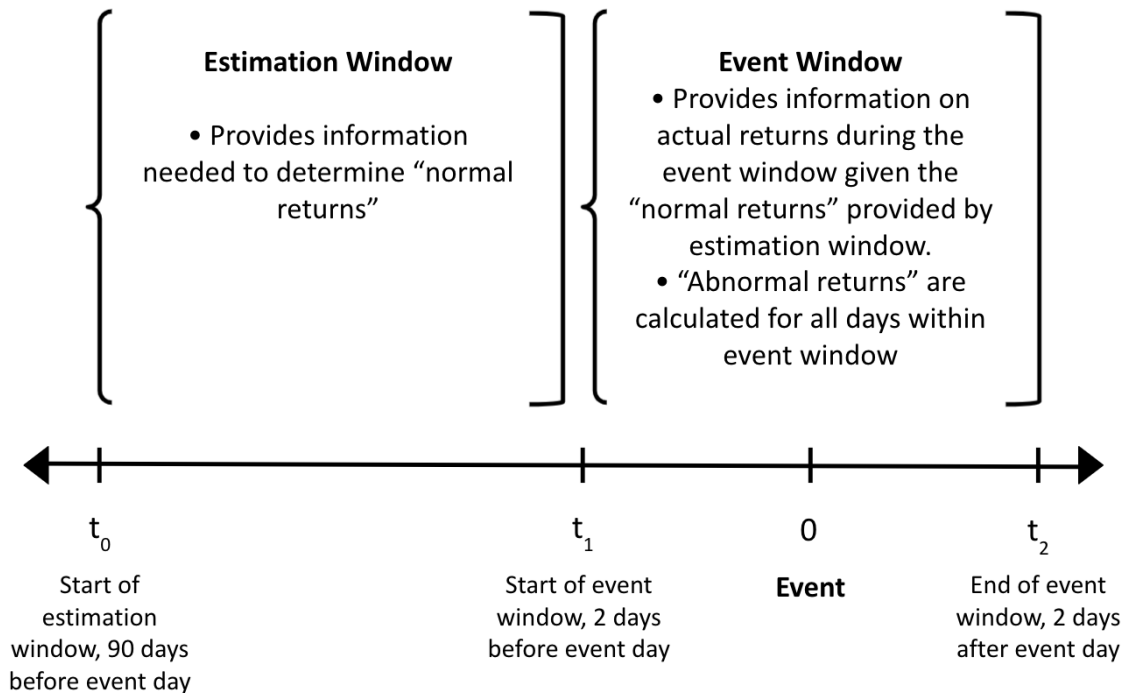 Estimation Window
• Provides information
needed to determine “normal
returns”
Event Window
• Provides information on
actual returns during the
event window given the
“normal returns” provided by
estimation window.
• “Abnormal returns” are
calculated for all days within
event window
t₀
Start of
estimation
window, 90 days
before event day
t₁
Start of event
window, 2 days
before event day
0
Event
t₂
End of event
window, 2 days
after event day